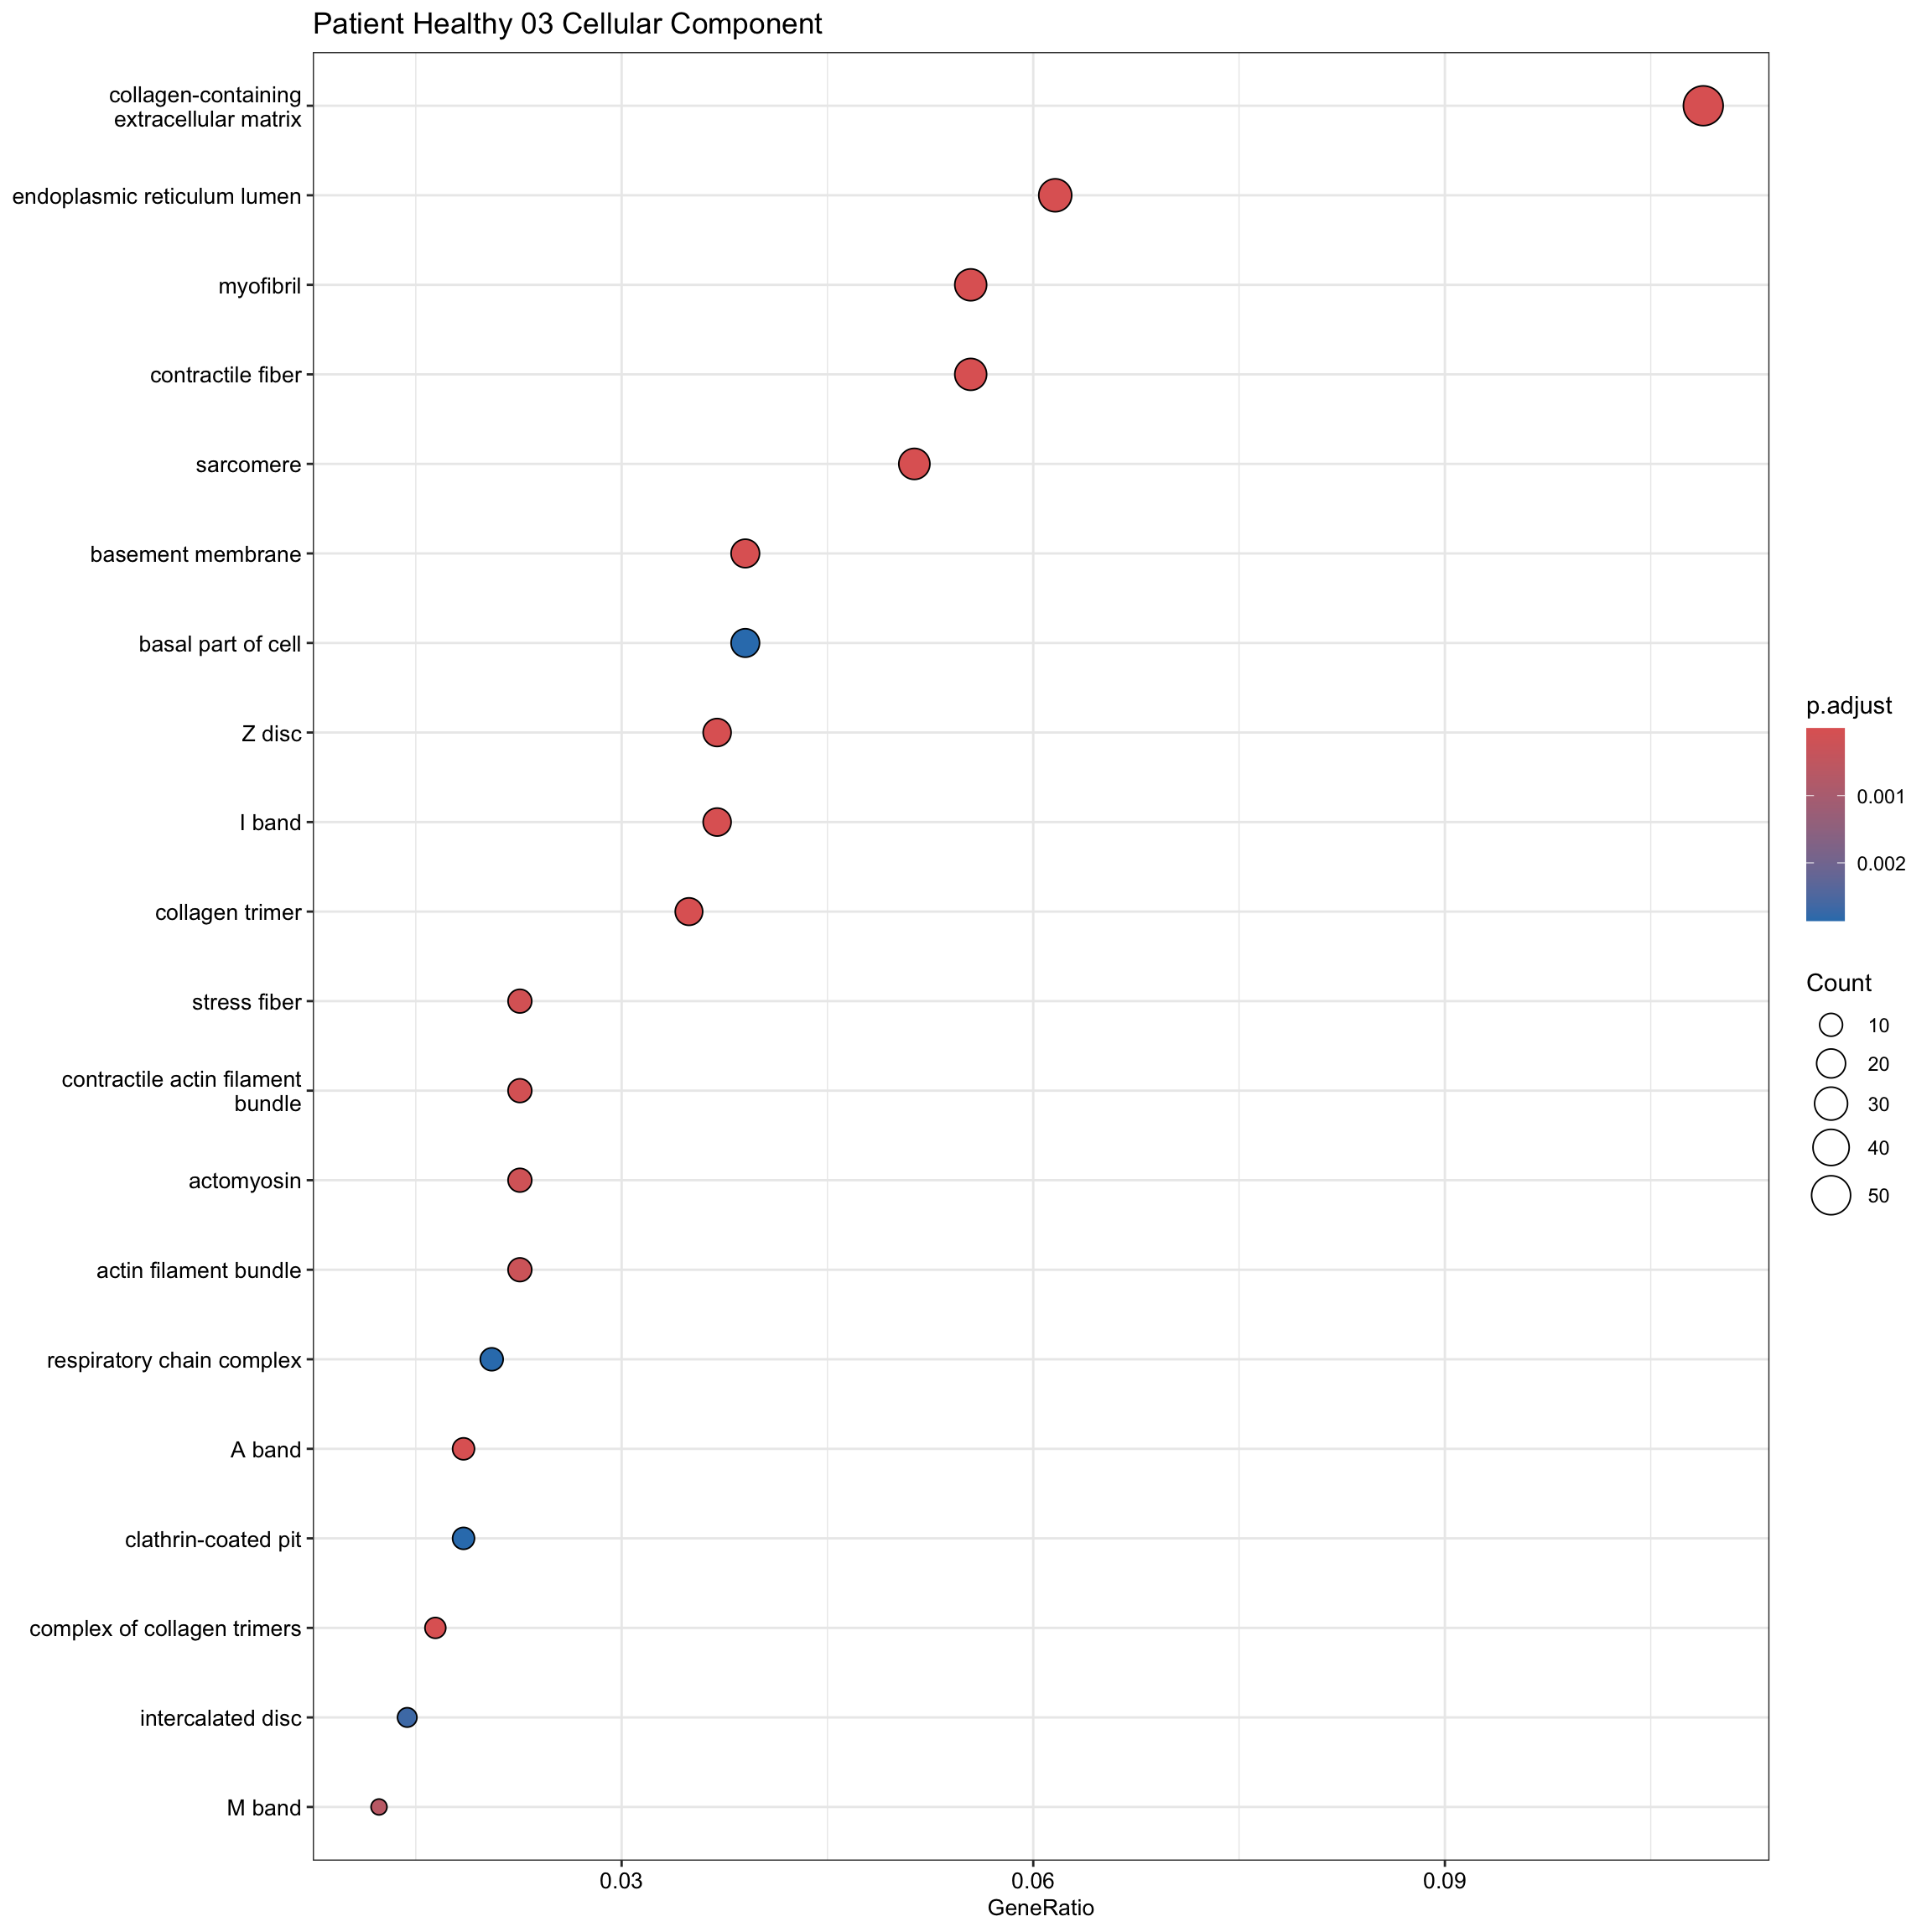 Patient Healthy 03 Cellular Component
collagen-containing
extracellular matrix
endoplasmic reticulum lumen
myofibril
contractile fiber
sarcomere
basement membrane
basal part of cell
Z disc
I band
collagen trimer
stress fiber
contractile actin filament
bundle
actomyosin
actin filament bundle
respiratory chain complex
A band
clathrin-coated pit
complex of collagen trimers
intercalated disc
M band
0.03
0.06
0.09
GeneRatio
p.adjust
0.001
0.002
Count
10
20
30
40
50